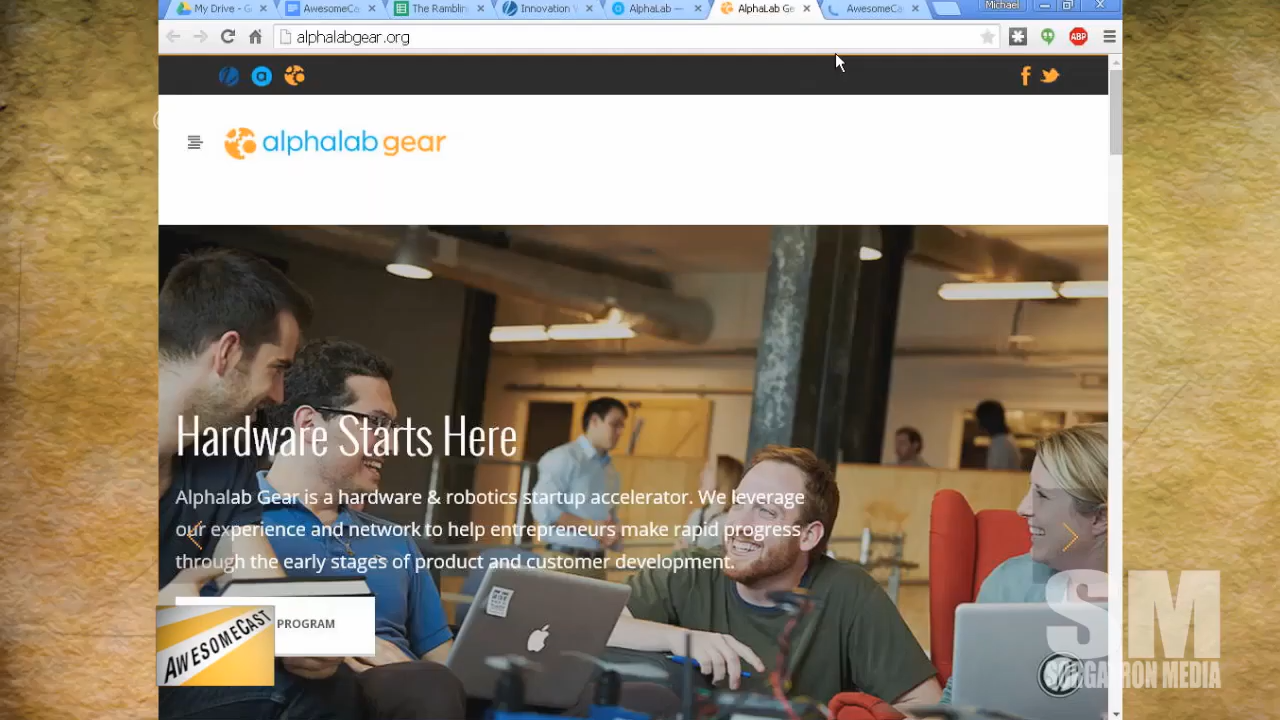 My Drive - G
AwesomeCa
The Ramblin
Innovation
AlphaLab —
AlphaLab Ge
AwesomeCa
Michael
alphalabgear.org
ABP
alphalab gear
Hardware Starts Here
Alphalab Gear is a hardware & robotics startup accelerator. We leverage
our experience and network to help entrepreneurs make rapid progress
through the early stages of product and customer development.
PROGRAM
AWESOMECAST
SM
SORGATRON MEDIA